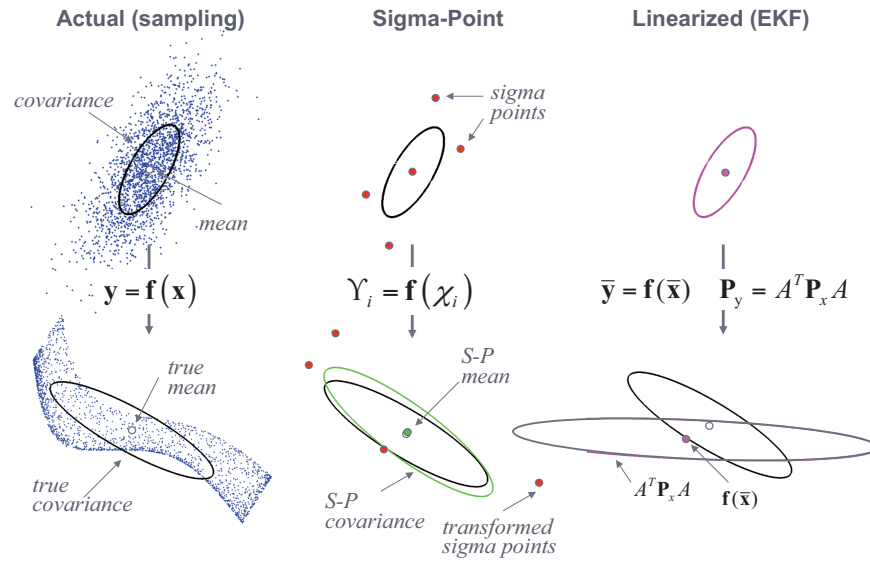 Actual (sampling)
Sigma-Point
Linearized (EKF)
covariance
mean
sigma
points
y = f(x)
ϒᵢ = f(χᵢ)
ȳ = f(x̄) P_y = AᵀPₓA
true
mean
true
covariance
S-P
mean
S-P
covariance
transformed
sigma points
AᵀPₓA
f(x̄)